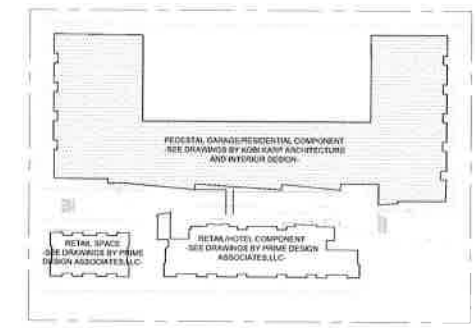 PEDESTAL GARAGE/RESIDENTIAL COMPONENT
-SEE DRAWINGS BY KOBI KARP ARCHITECTURE
AND INTERIOR DESIGN-
RETAIL SPACE
-SEE DRAWINGS BY PRIME
DESIGN ASSOCIATES,LLC-
RETAIL/HOTEL COMPONENT
-SEE DRAWINGS BY PRIME DESIGN
ASSOCIATES,LLC-